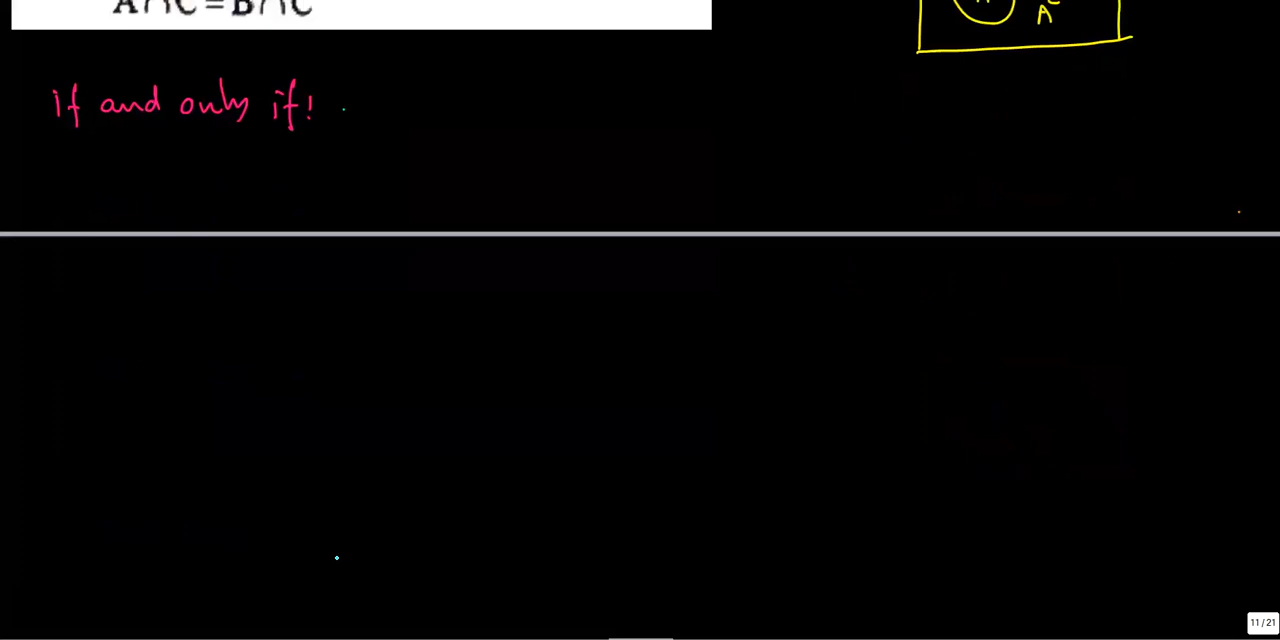 A∩C = B∩C
A^c
if and only if!
11 / 21